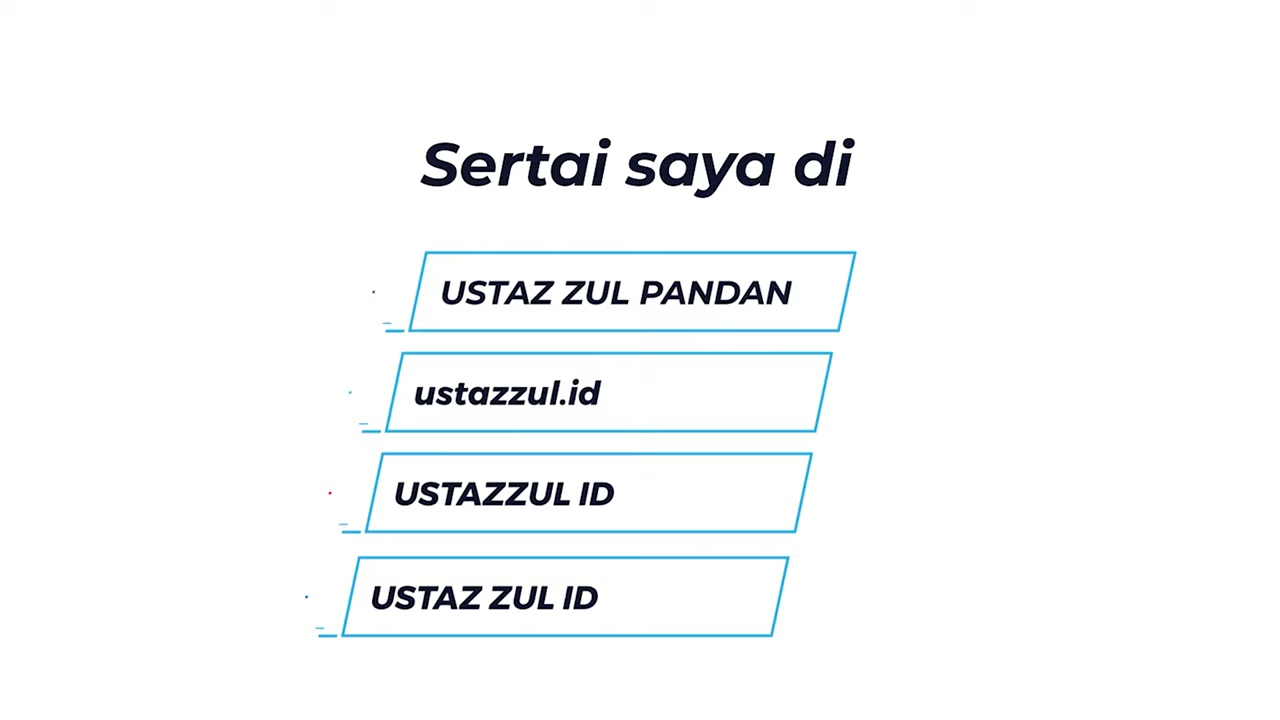 Sertai saya di
USTAZ ZUL PANDAN
ustazzul.id
USTAZZUL ID
USTAZ ZUL ID